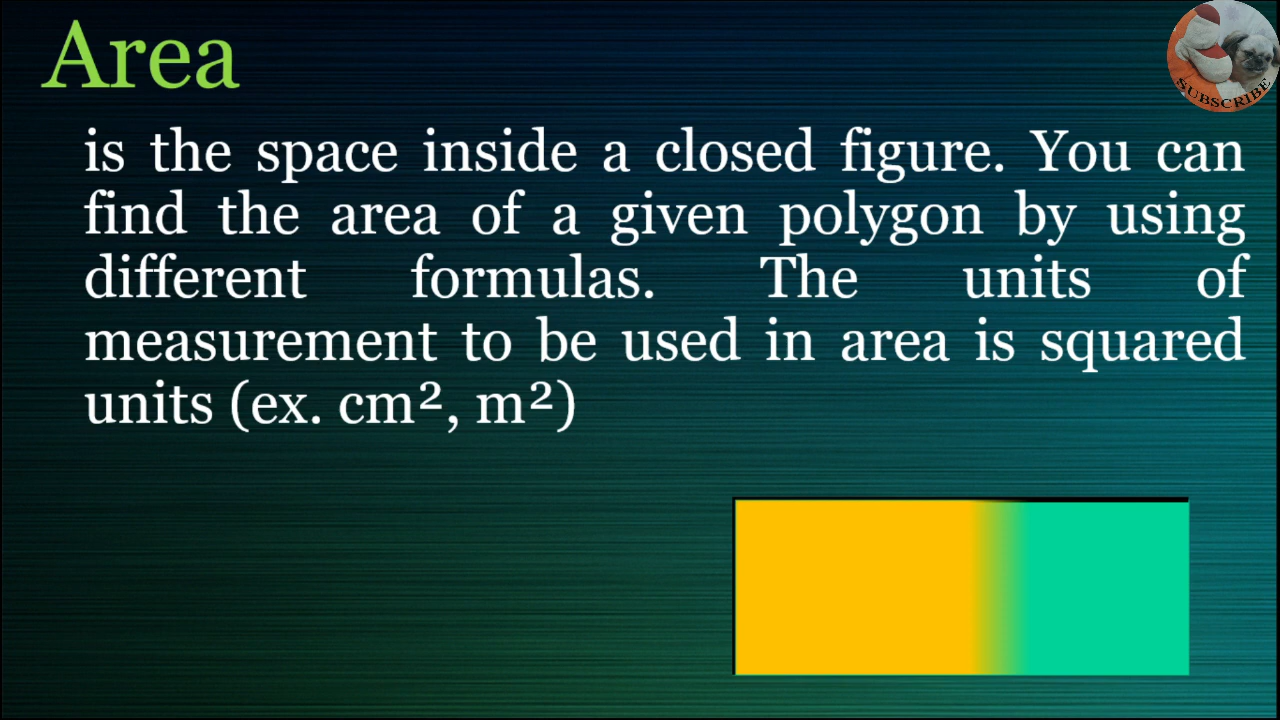 Area
is the space inside a closed figure. You can
find the area of a given polygon by using
different formulas. The units of
measurement to be used in area is squared
units (ex. cm², m²)
SUBSCRIBE